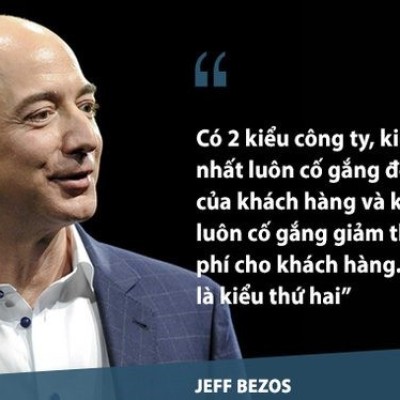 “
Có 2 kiểu công ty,
nhất luôn cố gắng
của khách hàng và
luôn cố gắng giảm
phí cho khách hàng.
là kiểu thứ hai”
JEFF BEZOS